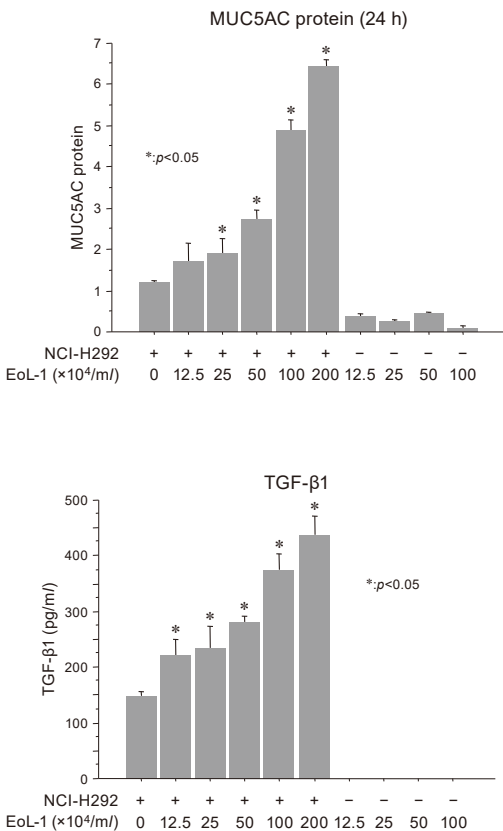 MUC5AC protein (24 h)
7
6
5
4
3
2
1
0
MUC5AC protein
*:p<0.05
* * * *
NCI-H292 + + + + + + − − − −
EoL-1 (×10⁴/ml) 0 12.5 25 50 100 200 12.5 25 50 100
TGF-β1
500
400
300
200
100
0
TGF-β1 (pg/ml)
*:p<0.05
* * * * *
NCI-H292 + + + + + + − − − −
EoL-1 (×10⁴/ml) 0 12.5 25 50 100 200 12.5 25 50 100